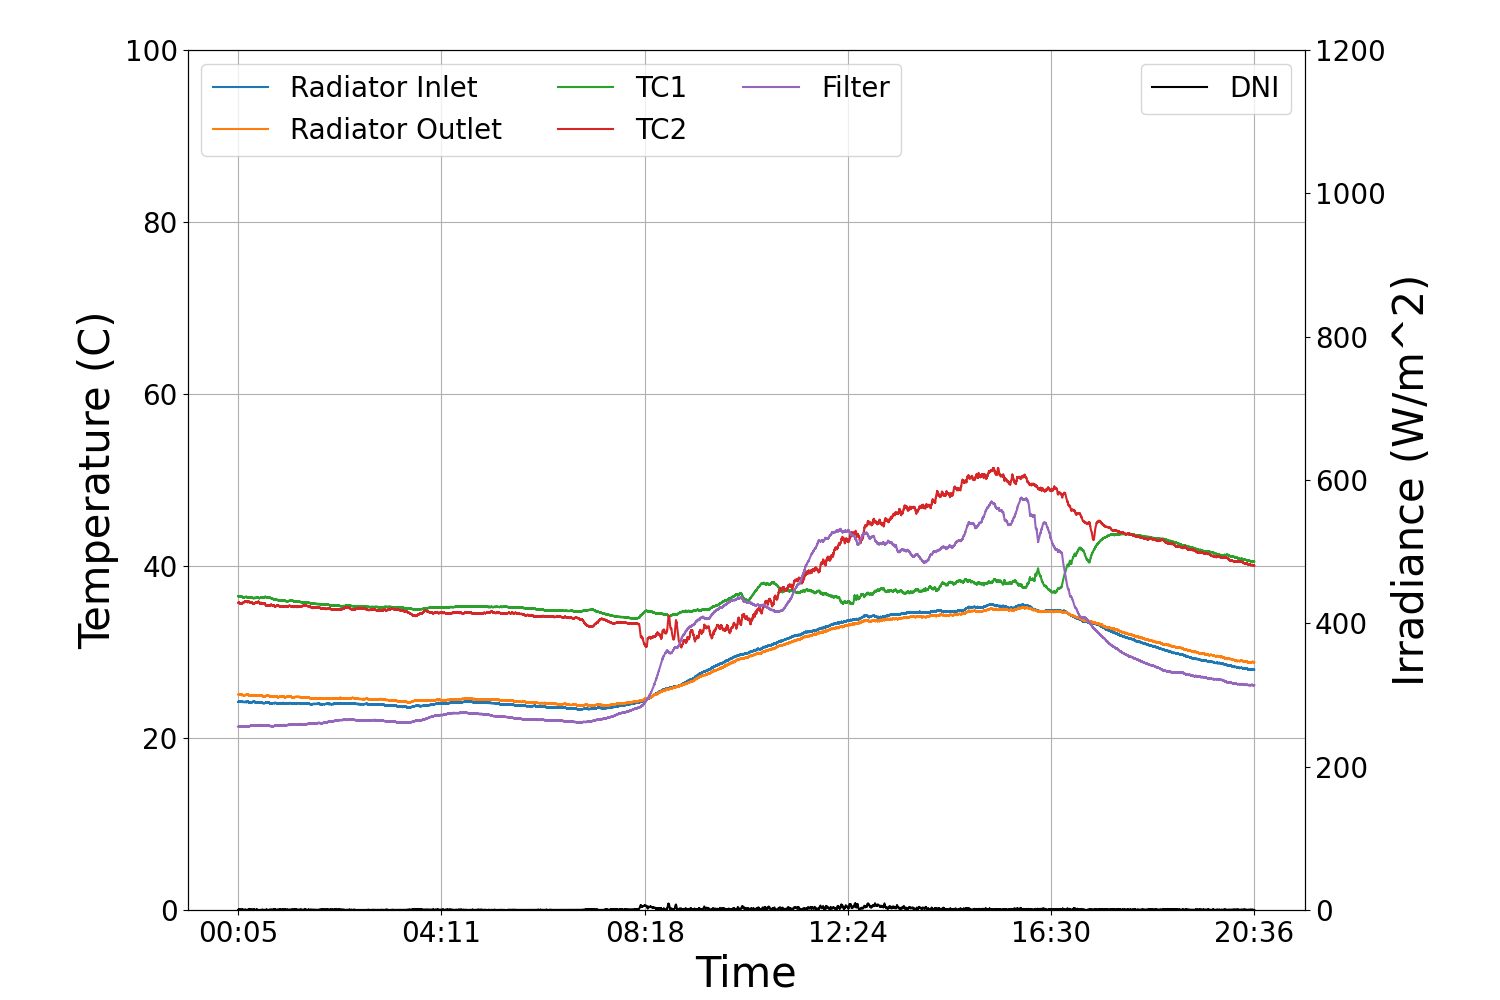 Radiator Inlet
Radiator Outlet
TC1
TC2
Filter
DNI
Temperature (C)
100
80
60
40
20
0
1200
1000
800
600
400
200
0
Irradiance (W/m^2)
00:05 04:11 08:18 12:24 16:30 20:36
Time